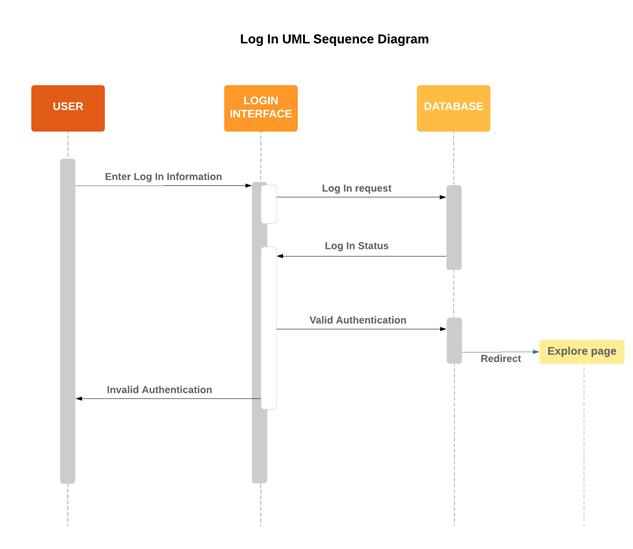 Log In UML Sequence Diagram
USER
LOGIN
INTERFACE
DATABASE
Enter Log In Information
Log In request
Log In Status
Valid Authentication
Redirect
Explore page
Invalid Authentication